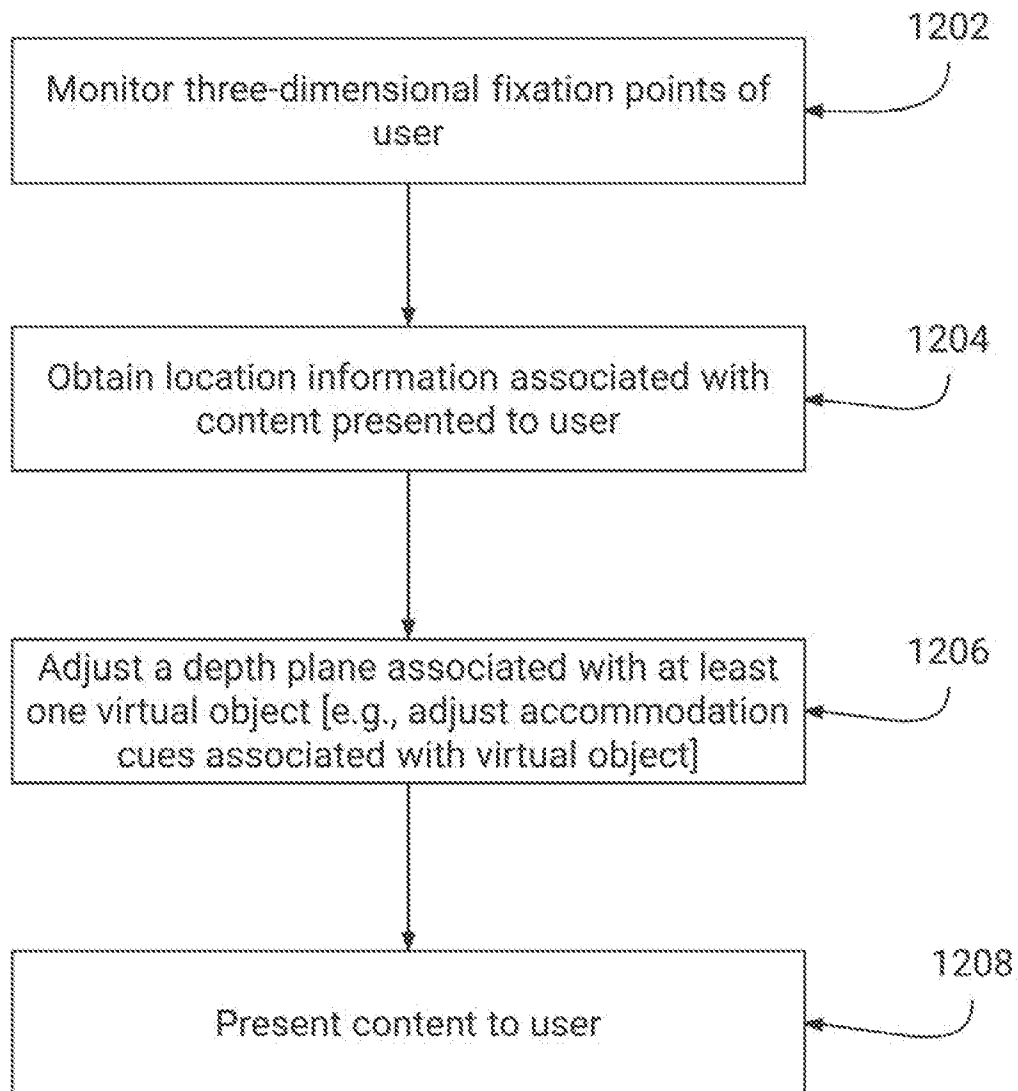 1202
Monitor three-dimensional fixation points of
user
1204
Obtain location information associated with
content presented to user
1206
Adjust a depth plane associated with at least
one virtual object [e.g., adjust accommodation
cues associated with virtual object]
1208
Present content to user